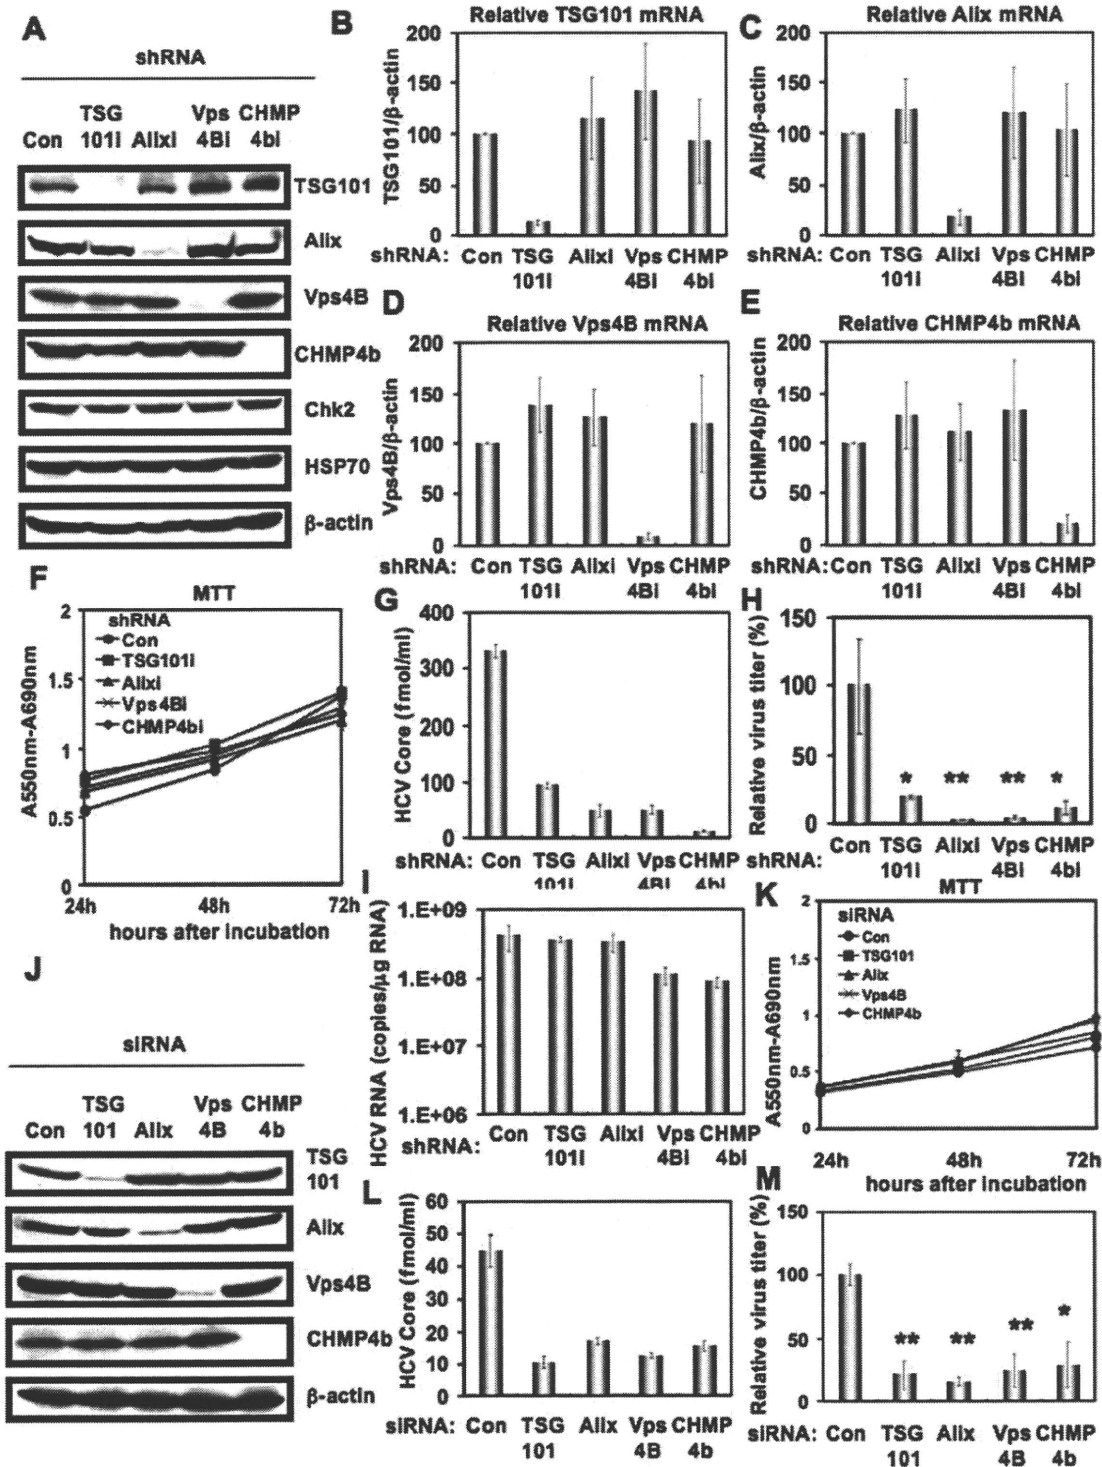 A
shRNA
TSG Vps CHMP
Con 101i Alixi 4Bi 4bi
TSG101
Alix
Vps4B
CHMP4b
Chk2
HSP70
β-actin
B
Relative TSG101 mRNA
TSG101/β-actin
200
150
100
50
0
shRNA: Con TSG Alixi Vps CHMP
101i 4Bi 4bi
C
Relative Alix mRNA
Alix/β-actin
200
150
100
50
0
shRNA: Con TSG Alixi Vps CHMP
101i 4Bi 4bi
D
Relative Vps4B mRNA
Vps4B/β-actin
200
150
100
50
0
shRNA: Con TSG Alixi Vps CHMP
101i 4Bi 4bi
E
Relative CHMP4b mRNA
CHMP4b/β-actin
200
150
100
50
0
shRNA: Con TSG Alixi Vps CHMP
101i 4Bi 4bi
F
MTT
A550nm-A690nm
2
1.5
1
0.5
0
shRNA
Con
TSG101i
Alixi
Vps4Bi
CHMP4bi
24h 48h 72h
hours after incubation
G
HCV Core (fmol/ml)
400
300
200
100
0
shRNA: Con TSG Alixi Vps CHMP
101i 4Bi 4bi
H
Relative virus titer (%)
150
100
50
0
* ** ** *
shRNA: Con TSG Alixi Vps CHMP
101i 4Bi 4bi
I
HCV RNA (copies/μg RNA)
1.E+09
1.E+08
1.E+07
1.E+06
shRNA: Con TSG Alixi Vps CHMP
101i 4Bi 4bi
J
siRNA
TSG Vps CHMP
Con 101 Alix 4B 4b
TSG
101
Alix
Vps4B
CHMP4b
β-actin
K
MTT
A550nm-A690nm
2
1.5
1
0.5
0
siRNA
Con
TSG101
Alix
Vps4B
CHMP4b
24h 48h 72h
hours after incubation
L
HCV Core (fmol/ml)
60
50
40
30
20
10
0
siRNA: Con TSG Alix Vps CHMP
101 4B 4b
M
Relative virus titer (%)
150
100
50
0
** ** ** *
siRNA: Con TSG Alix Vps CHMP
101 4B 4b